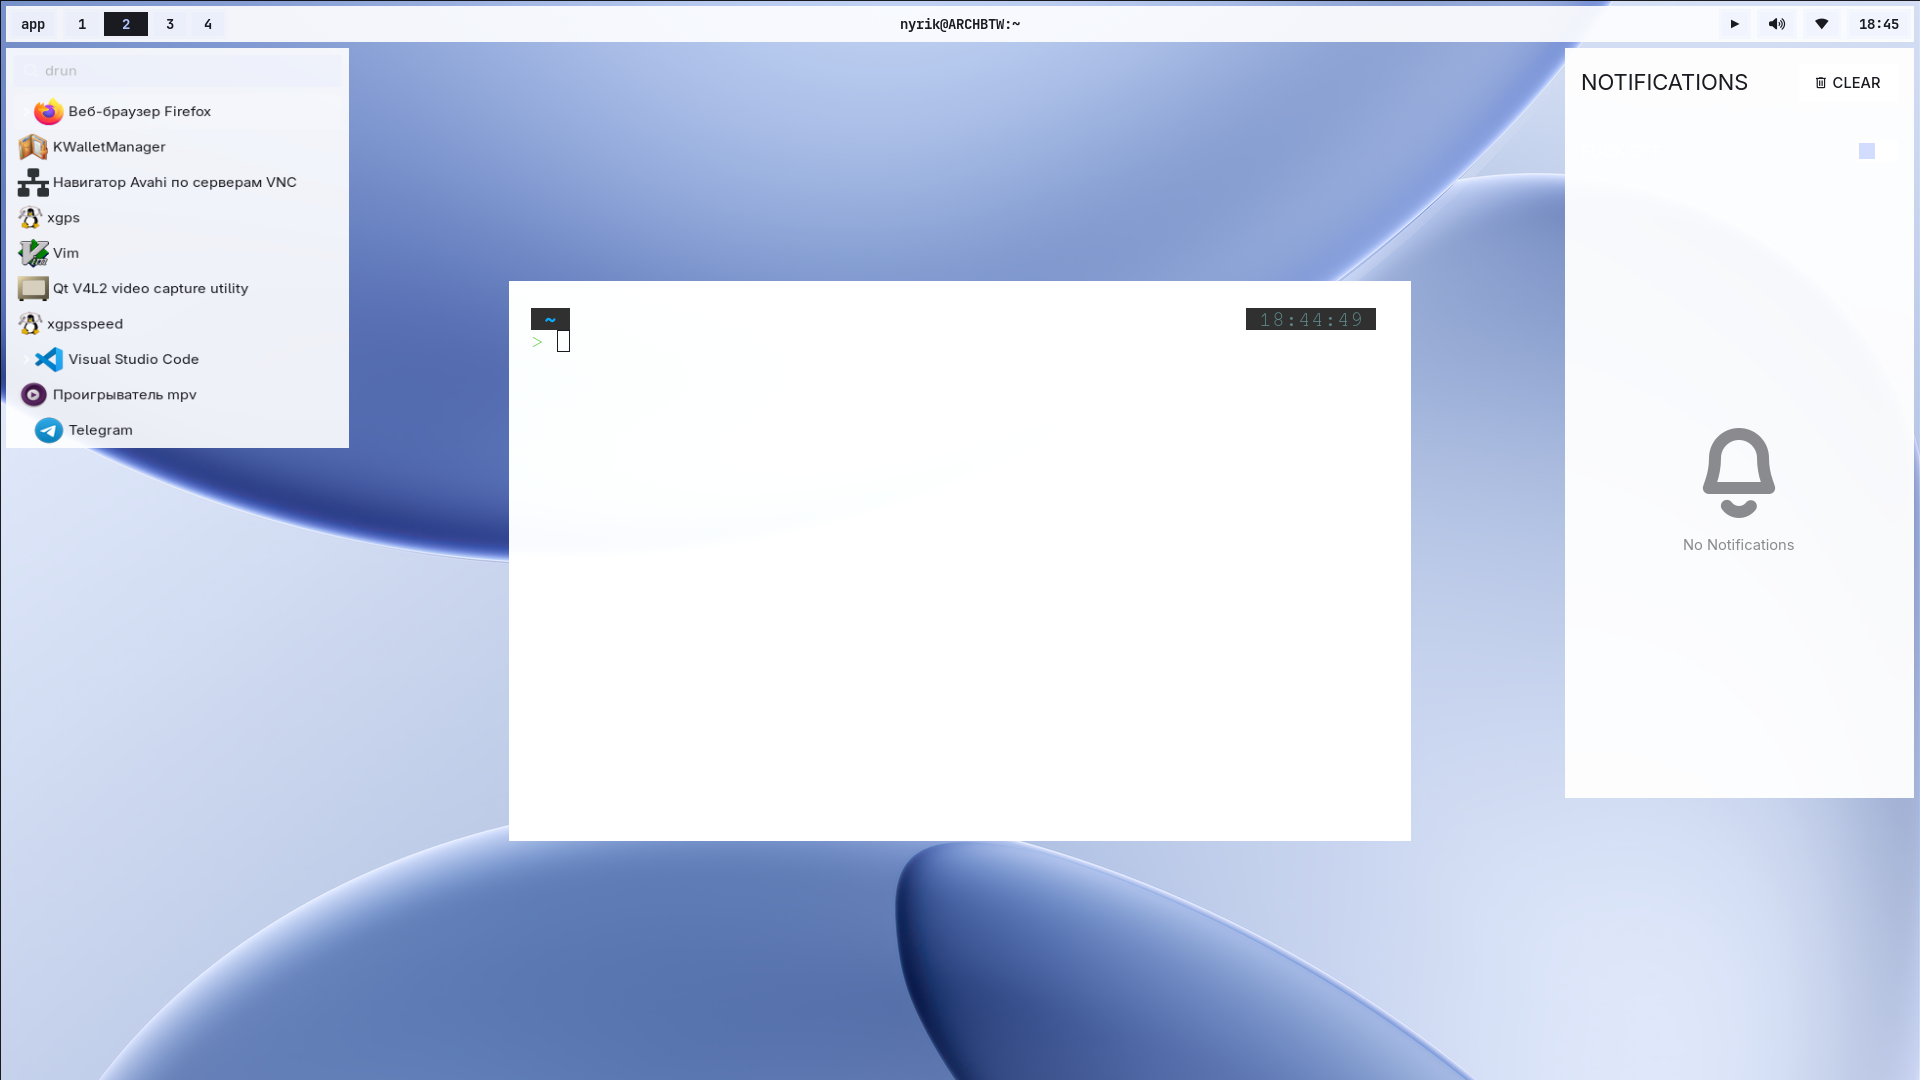 app 1 2 3 4 nyrik@ARCHBTW:~ 18:45
drun
Веб-браузер Firefox
KWalletManager
Навигатор Avahi по серверам VNC
xgps
Vim
Qt V4L2 video capture utility
xgpsspeed
Visual Studio Code
Проигрыватель mpv
Telegram
~ 18:44:49
>
NOTIFICATIONS CLEAR
No Notifications